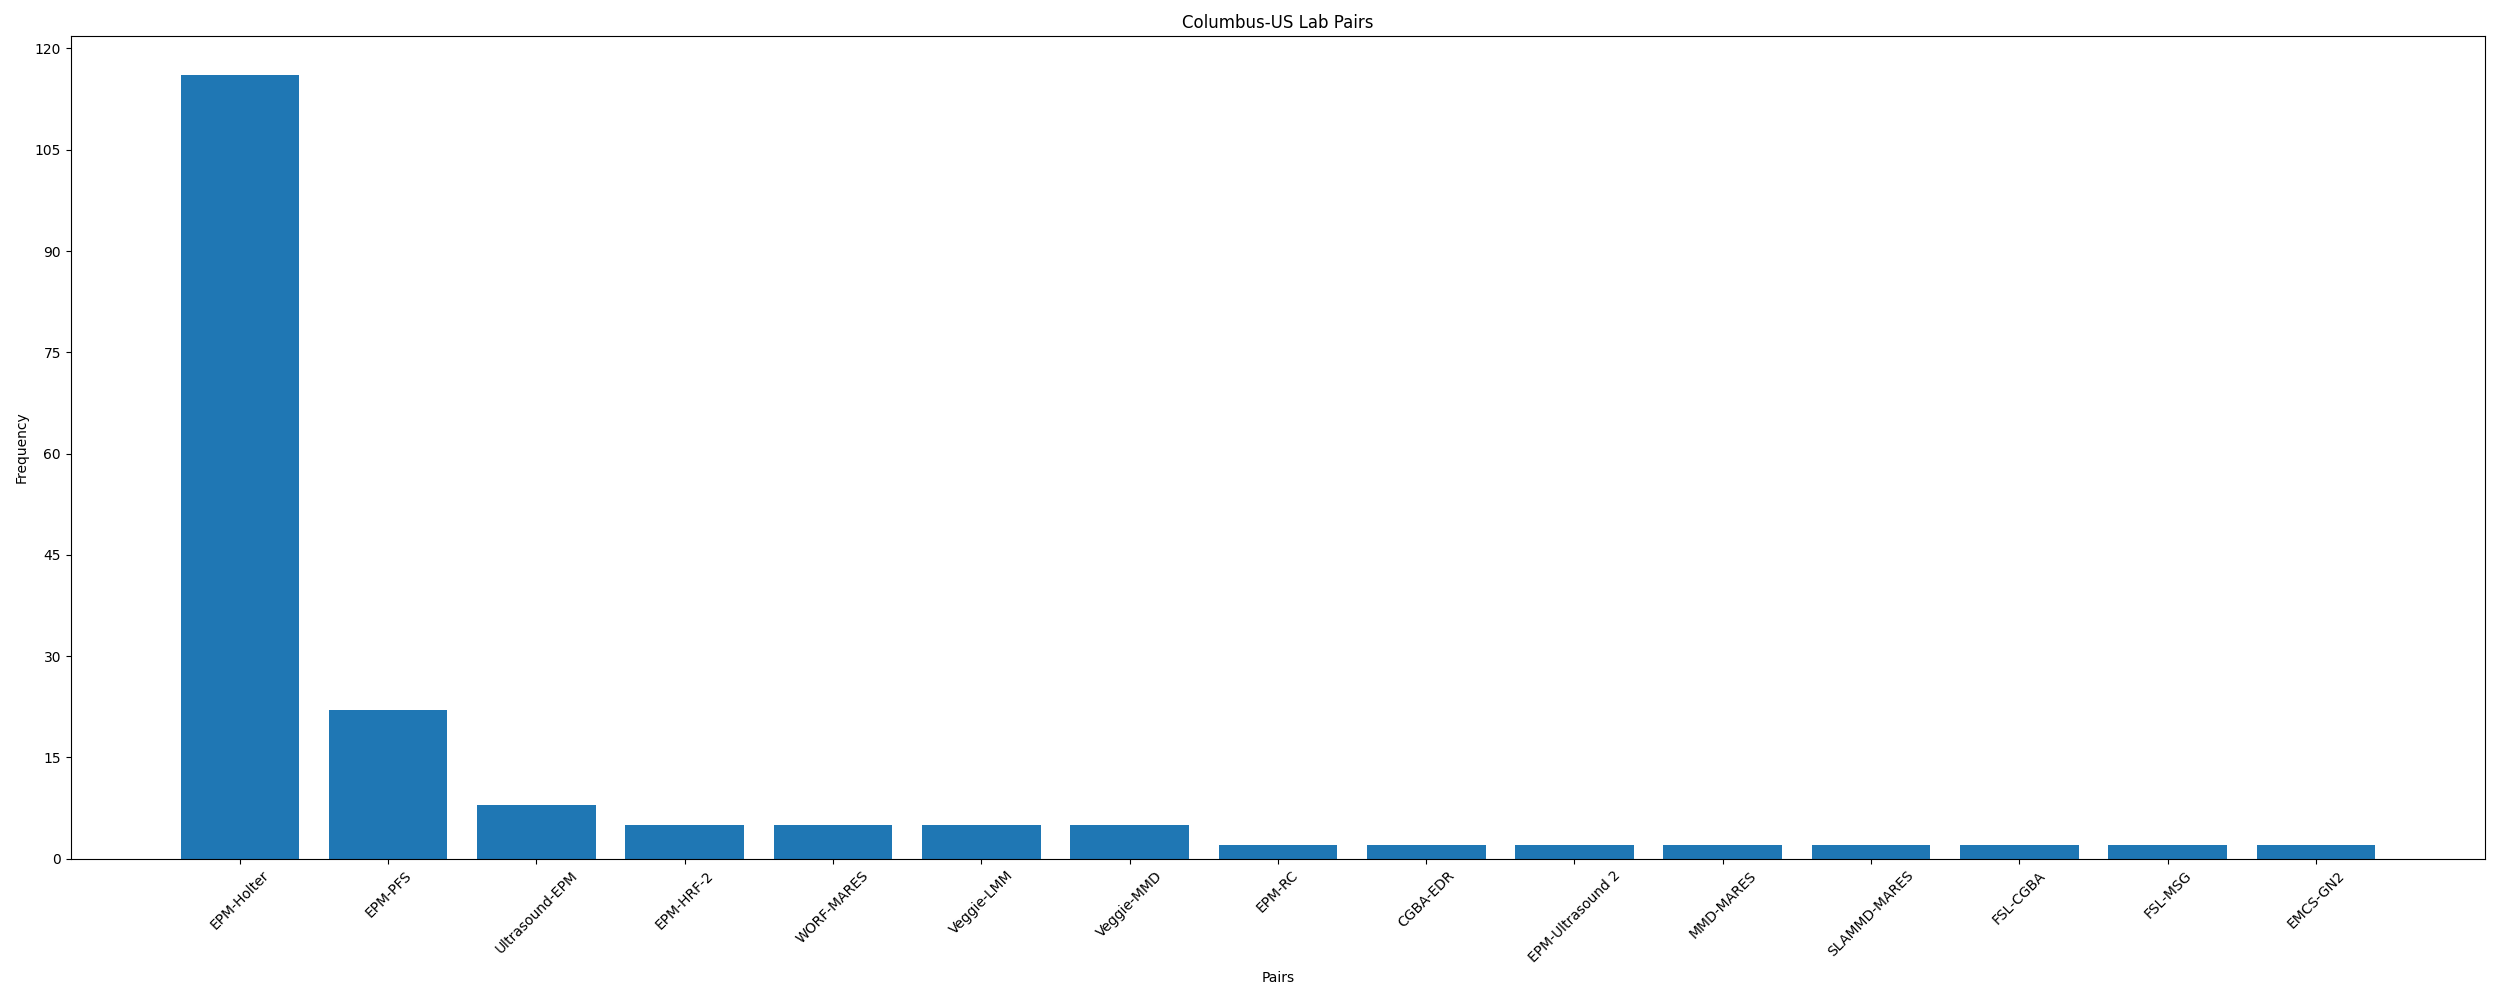 Columbus-US Lab Pairs
Frequency
120
105
90
75
60
45
30
15
0
EPM-Holter
EPM-PFS
Ultrasound-EPM
EPM-HRF-2
WORF-MARES
Veggie-LMM
Veggie-MMD
EPM-RC
CGBA-EDR
EPM-Ultrasound 2
MMD-MARES
SLAMMD-MARES
FSL-CGBA
FSL-MSG
EMCS-GN2
Pairs